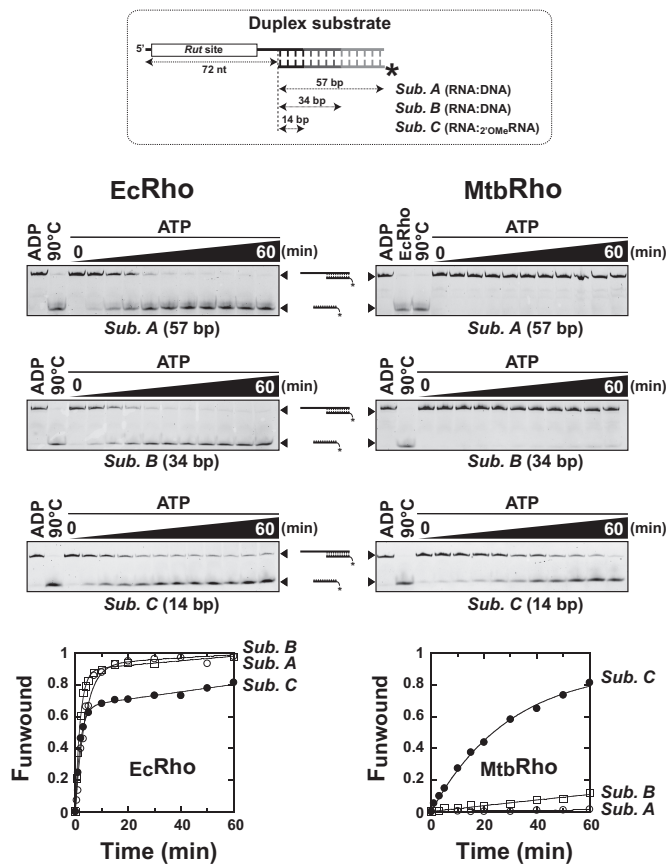 Duplex substrate
5' Rut site
72 nt
*
57 bp
34 bp
14 bp
Sub. A (RNA:DNA)
Sub. B (RNA:DNA)
Sub. C (RNA:2'OMeRNA)
EcRho
ADP 90°C ATP
0 60 (min)
*
*
Sub. A (57 bp)
ADP 90°C ATP
0 60 (min)
*
*
Sub. B (34 bp)
ADP 90°C ATP
0 60 (min)
*
*
Sub. C (14 bp)
MtbRho
ADP EcRho 90°C ATP
0 60 (min)
Sub. A (57 bp)
ADP 90°C ATP
0 60 (min)
Sub. B (34 bp)
ADP 90°C ATP
0 60 (min)
Sub. C (14 bp)
Funwound
1
0.8
0.6
0.4
0.2
0
0 20 40 60
Time (min)
EcRho
Sub. B
Sub. A
Sub. C
Funwound
1
0.8
0.6
0.4
0.2
0
0 20 40 60
Time (min)
MtbRho
Sub. C
Sub. B
Sub. A